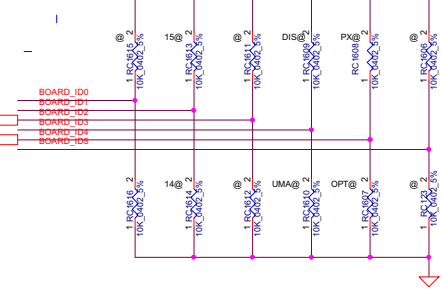 @ 15@ @ DIS@ PX@ @
1 RC1615 2
10K_0402_5%
1 RC1613 2
10K_0402_5%
1 RC1611 2
10K_0402_5%
1 RC1609 2
10K_0402_5%
RC1608 2
10K_0402_5%
1 RC1606 2
10K_0402_5%
BOARD_ID0
BOARD_ID1
BOARD_ID2
BOARD_ID3
BOARD_ID4
BOARD_ID5
@ 14@ @ UMA@ OPT@ @
1 RC1616 2
10K_0402_5%
1 RC1614 2
10K_0402_5%
1 RC1612 2
10K_0402_5%
1 RC1610 2
10K_0402_5%
1 RC1607 2
10K_0402_5%
1 RC123 2
10K_0402_5%